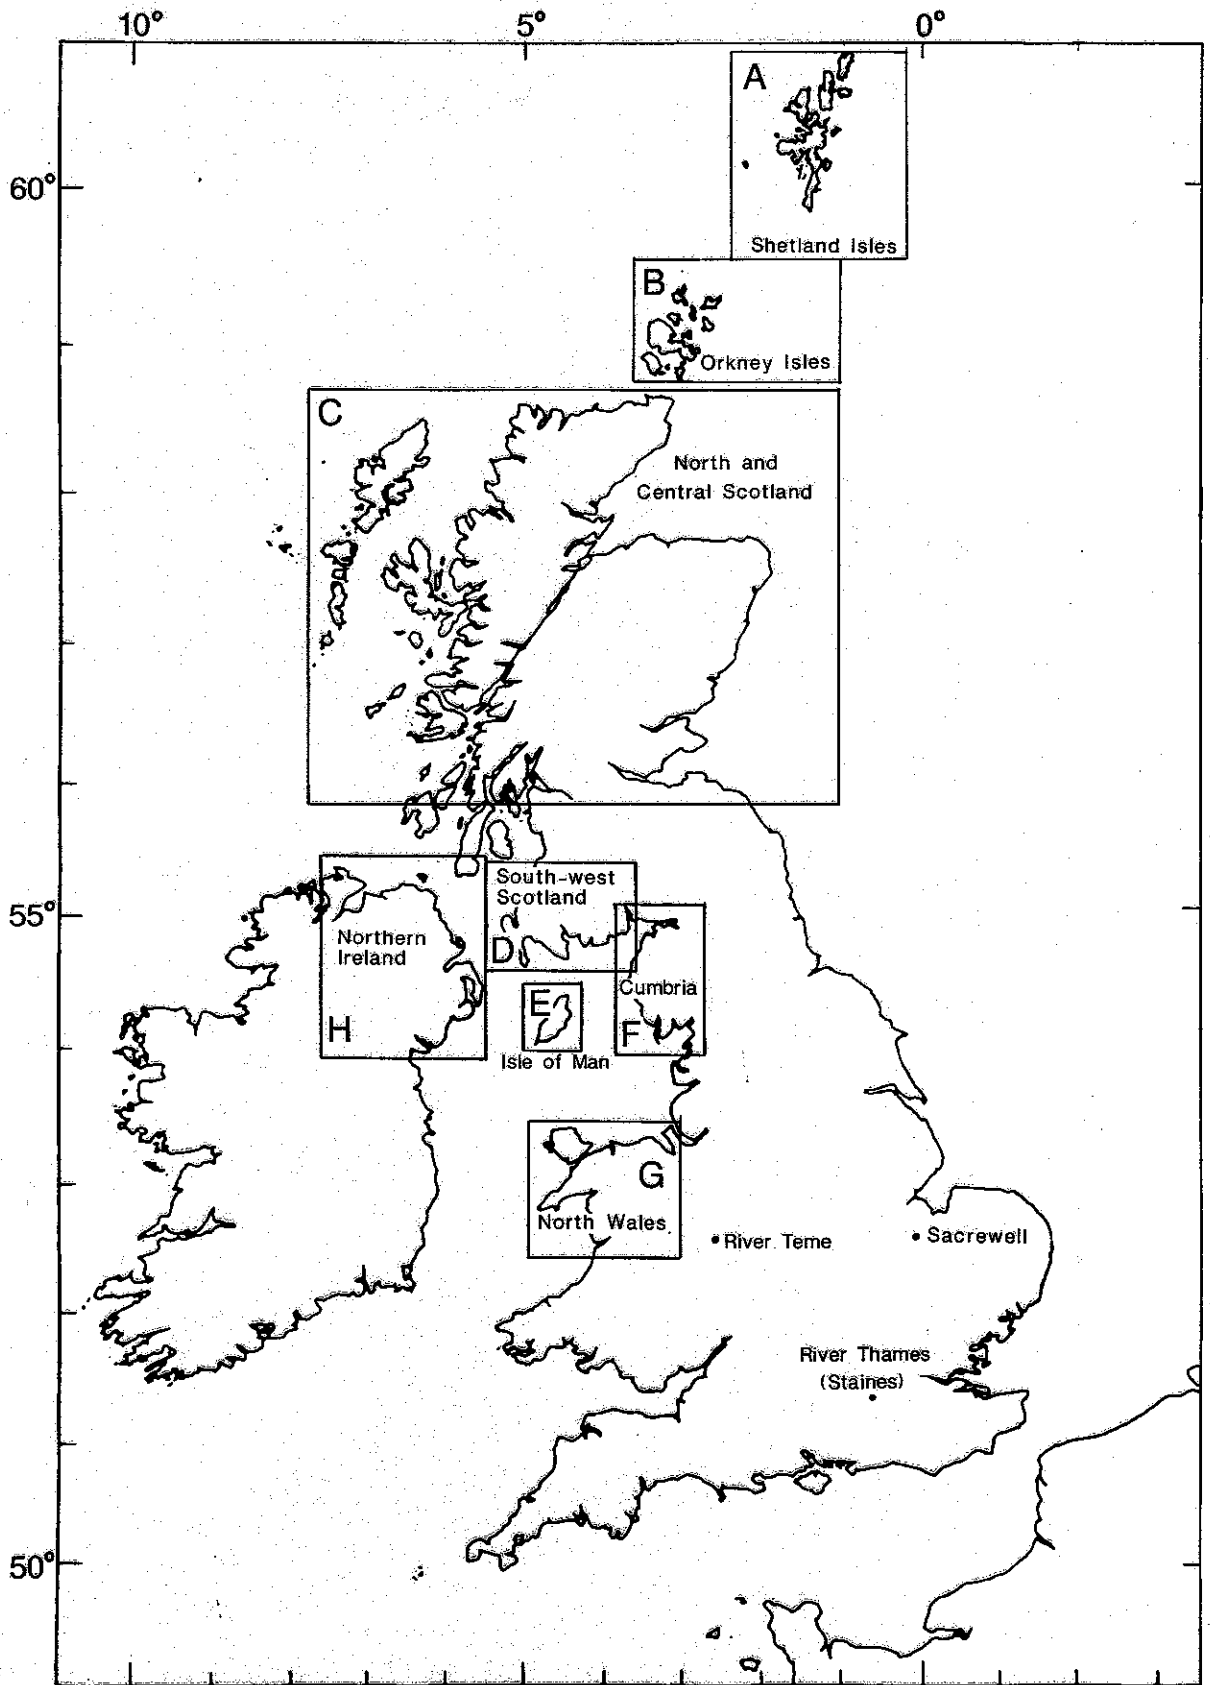 10° 5° 0°
A
60°
Shetland Isles
B
Orkney Isles
C
North and
Central Scotland
South-west
Scotland
55°
Northern
Ireland
D
Cumbria
E
H
F
Isle of Man
G
North Wales
River Teme
Sacrewell
River Thames
(Staines)
50°